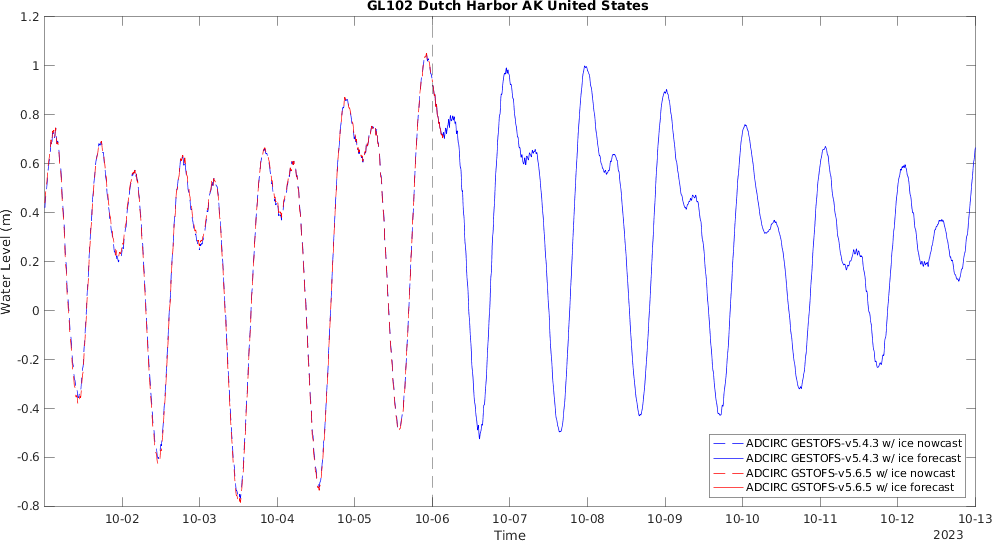 GL102 Dutch Harbor AK United States
1.2
1
0.8
0.6
0.4
0.2
0
-0.2
-0.4
-0.6
-0.8
Water Level (m)
ADCIRC GESTOFS-v5.4.3 w/ ice nowcast
ADCIRC GESTOFS-v5.4.3 w/ ice forecast
ADCIRC GSTOFS-v5.6.5 w/ ice nowcast
ADCIRC GSTOFS-v5.6.5 w/ ice forecast
10-02 10-03 10-04 10-05 10-06 10-07 10-08 10-09 10-10 10-11 10-12 10-13
Time
2023